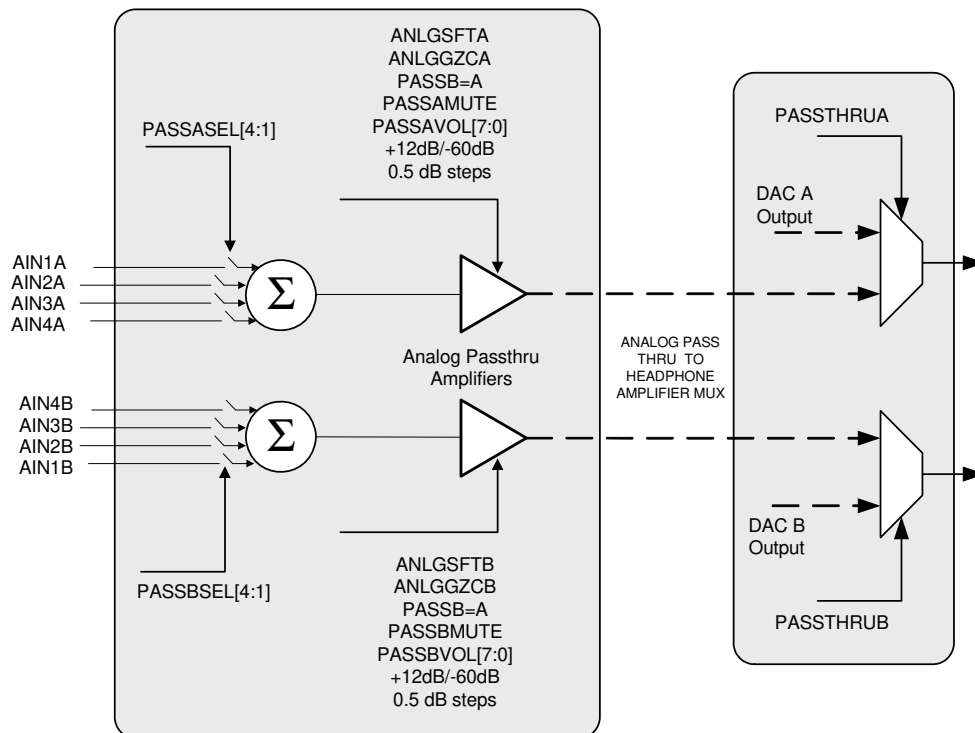 ANLGSFTA
ANLGGZCA
PASSB=A
PASSAMUTE
PASSAVOL[7:0]
+12dB/-60dB
0.5 dB steps
PASSASEL[4:1]
AIN1A
AIN2A
AIN3A
AIN4A
Σ
Analog Passthru
Amplifiers
AIN4B
AIN3B
AIN2B
AIN1B
Σ
PASSBSEL[4:1]
ANLGSFTB
ANLGGZCB
PASSB=A
PASSBMUTE
PASSBVOL[7:0]
+12dB/-60dB
0.5 dB steps
ANALOG PASS
THRU TO
HEADPHONE
AMPLIFIER MUX
PASSTHRUA
DAC A
Output
DAC B
Output
PASSTHRUB